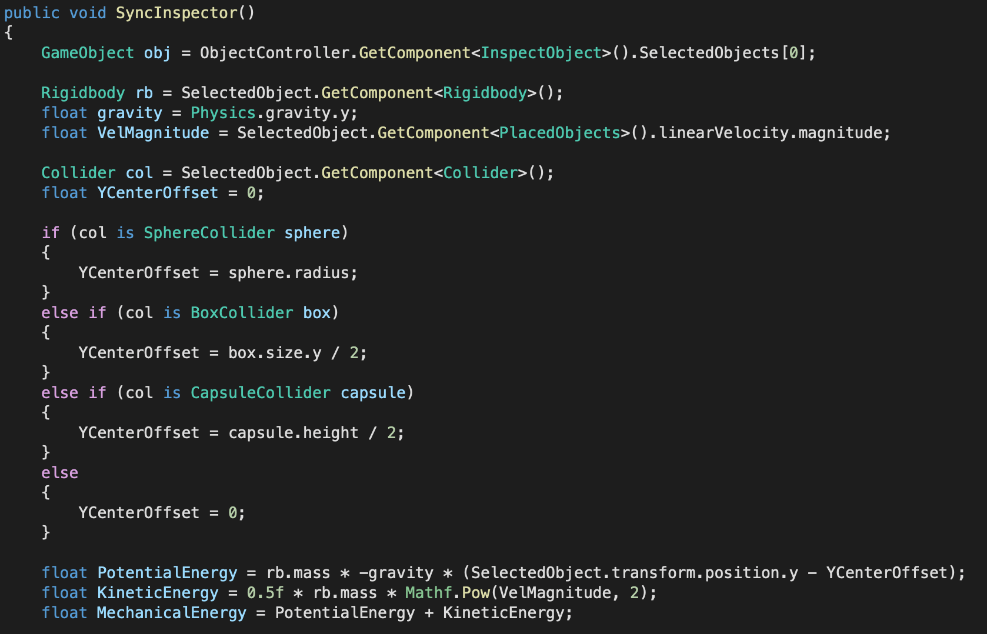 public void SyncInspector()
{
GameObject obj = ObjectController.GetComponent<InspectObject>().SelectedObjects[0];
Rigidbody rb = SelectedObject.GetComponent<Rigidbody>();
float gravity = Physics.gravity.y;
float VelMagnitude = SelectedObject.GetComponent<PlacedObjects>().linearVelocity.magnitude;
Collider col = SelectedObject.GetComponent<Collider>();
float YCenterOffset = 0;
if (col is SphereCollider sphere)
{
YCenterOffset = sphere.radius;
}
else if (col is BoxCollider box)
{
YCenterOffset = box.size.y / 2;
}
else if (col is CapsuleCollider capsule)
{
YCenterOffset = capsule.height / 2;
}
else
{
YCenterOffset = 0;
}
float PotentialEnergy = rb.mass * -gravity * (SelectedObject.transform.position.y - YCenterOffset);
float KineticEnergy = 0.5f * rb.mass * Mathf.Pow(VelMagnitude, 2);
float MechanicalEnergy = PotentialEnergy + KineticEnergy;